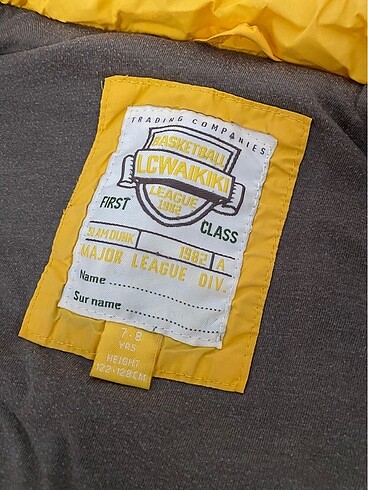 TRADING COMPANIES
BASKETBALL
LCWAIKIKI
LEAGUE
1982
FIRST CLASS
SLAM DUNK 1982 A
MAJOR LEAGUE DIV.
Name
Sur name
7-8
YRS
HEIGHT
122-128CM